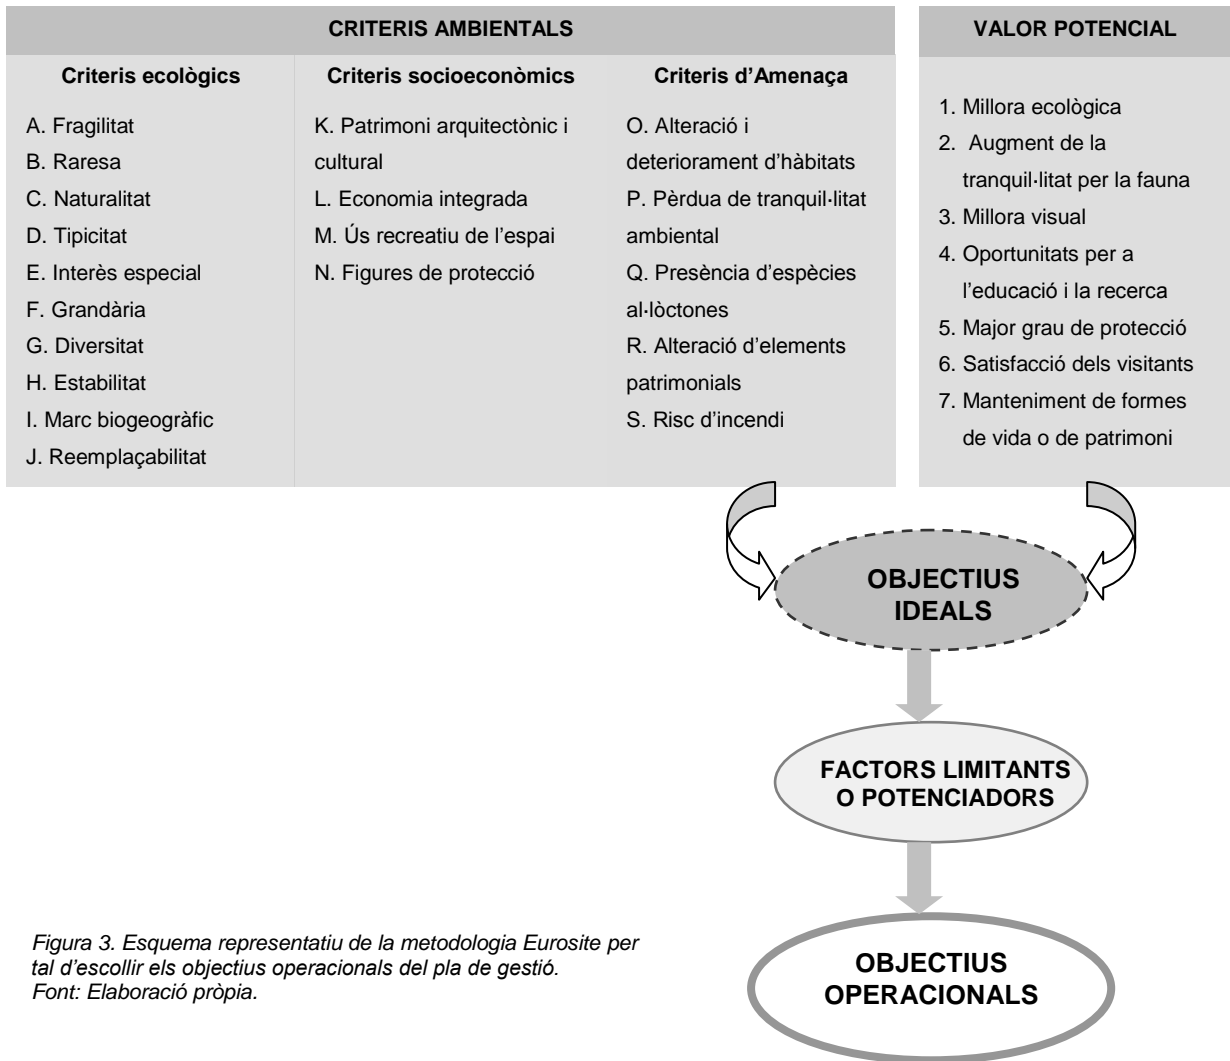 CRITERIS AMBIENTALS
Criteris ecològics
A. Fragilitat
B. Raresa
C. Naturalitat
D. Tipicitat
E. Interès especial
F. Grandària
G. Diversitat
H. Estabilitat
I. Marc biogeogràfic
J. Reemplaçabilitat
Criteris socioeconòmics
K. Patrimoni arquitectònic i
cultural
L. Economia integrada
M. Ús recreatiu de l’espai
N. Figures de protecció
Criteris d’Amenaça
O. Alteració i
deteriorament d’hàbitats
P. Pèrdua de tranquil·litat
ambiental
Q. Presència d’espècies
al·lòctones
R. Alteració d’elements
patrimonials
S. Risc d’incendi
VALOR POTENCIAL
1. Millora ecològica
2. Augment de la
tranquil·litat per la fauna
3. Millora visual
4. Oportunitats per a
l’educació i la recerca
5. Major grau de protecció
6. Satisfacció dels visitants
7. Manteniment de formes
de vida o de patrimoni
OBJECTIUS
IDEALS
FACTORS LIMITANTS
O POTENCIADORS
OBJECTIUS
OPERACIONALS
Figura 3. Esquema representatiu de la metodologia Eurosite per
tal d’escollir els objectius operacionals del pla de gestió.
Font: Elaboració pròpia.